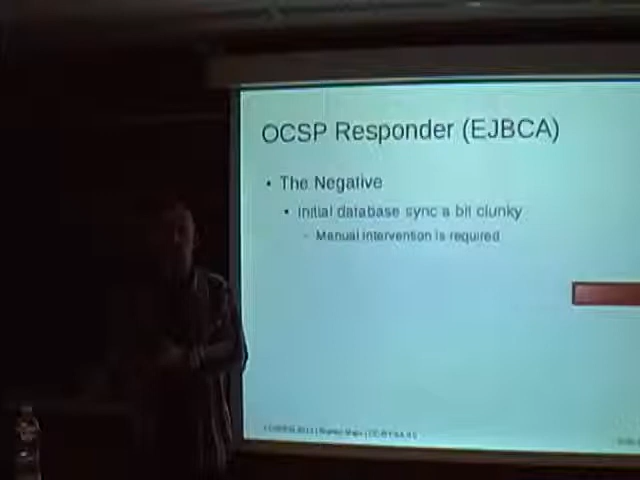 OCSP Responder (EJBCA)
• The Negative
• Initial database sync a bit clunky
- Manual intervention is required